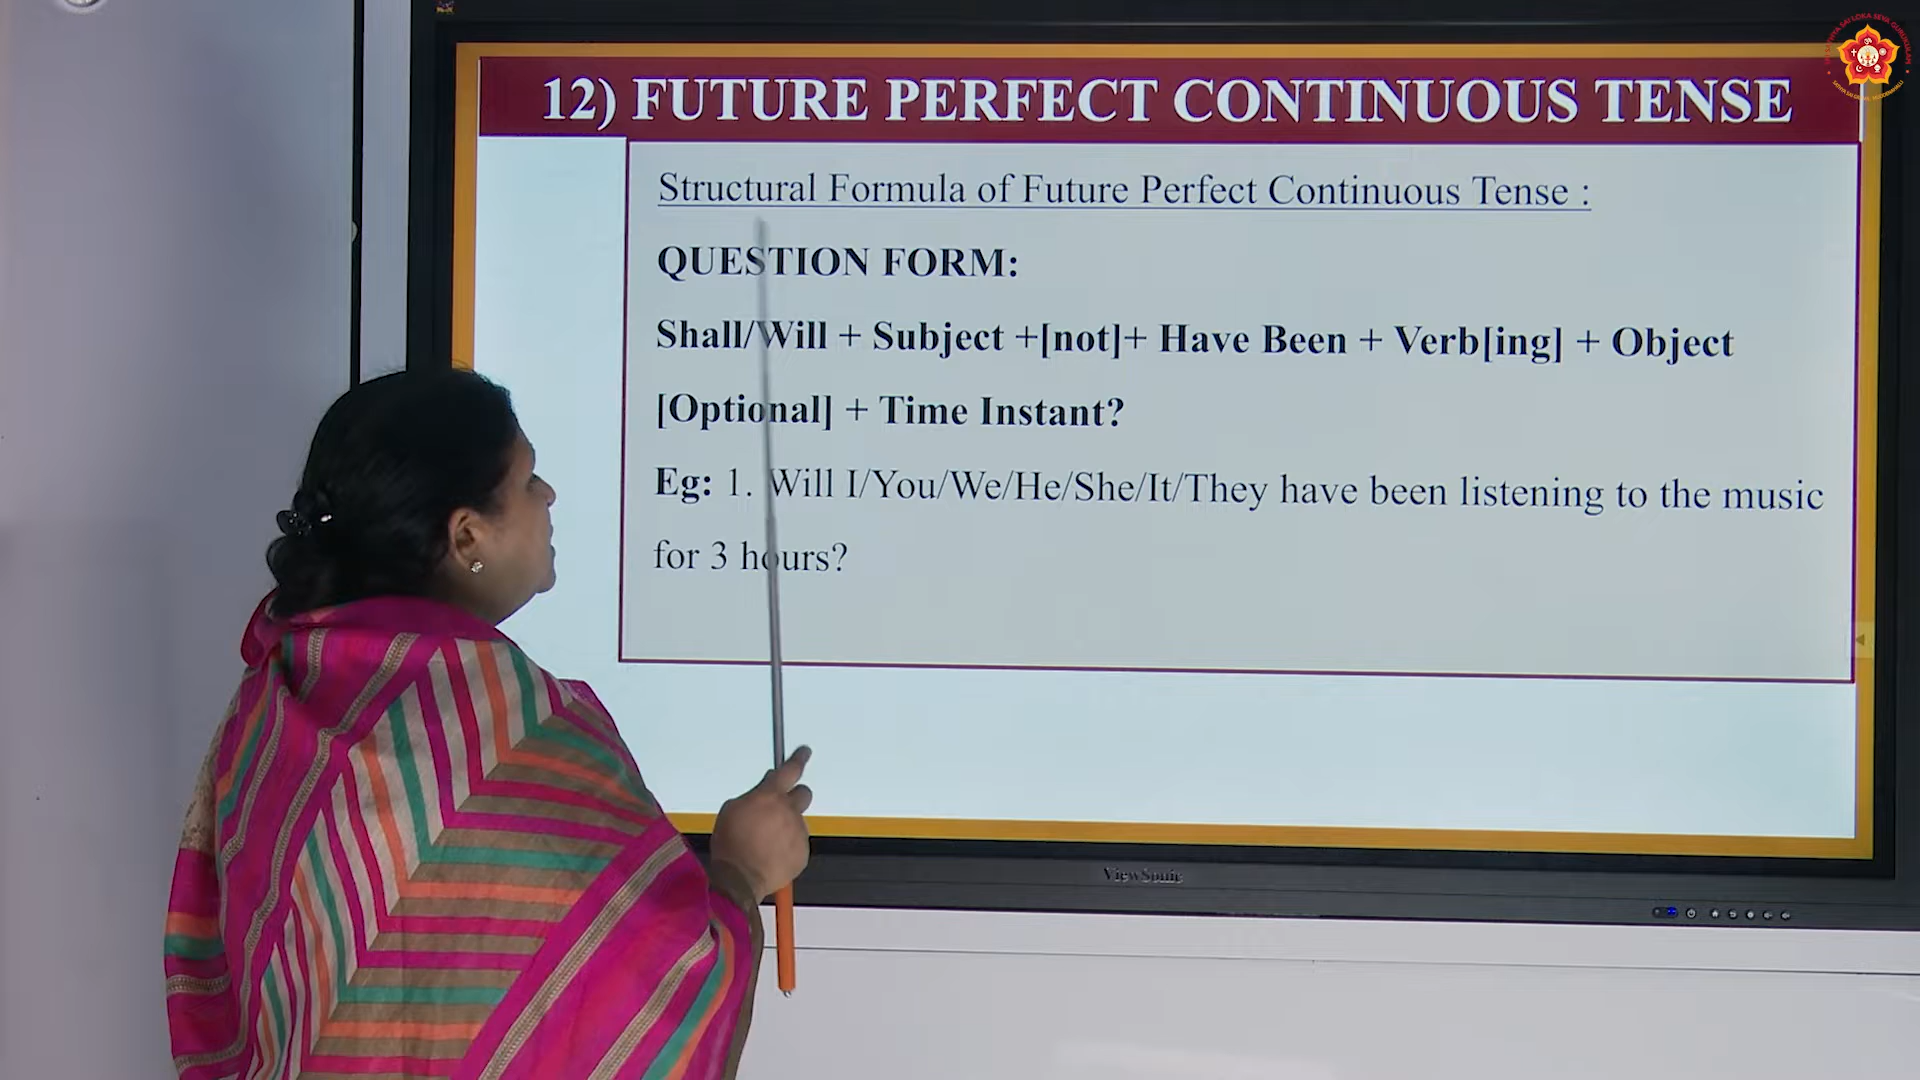 12) FUTURE PERFECT CONTINUOUS TENSE
Structural Formula of Future Perfect Continuous Tense :
QUESTION FORM:
Shall/Will + Subject +[not]+ Have Been + Verb[ing] + Object
[Optional] + Time Instant?
Eg: 1. Will I/You/We/He/She/It/They have been listening to the music
for 3 hours?
ViewSonic